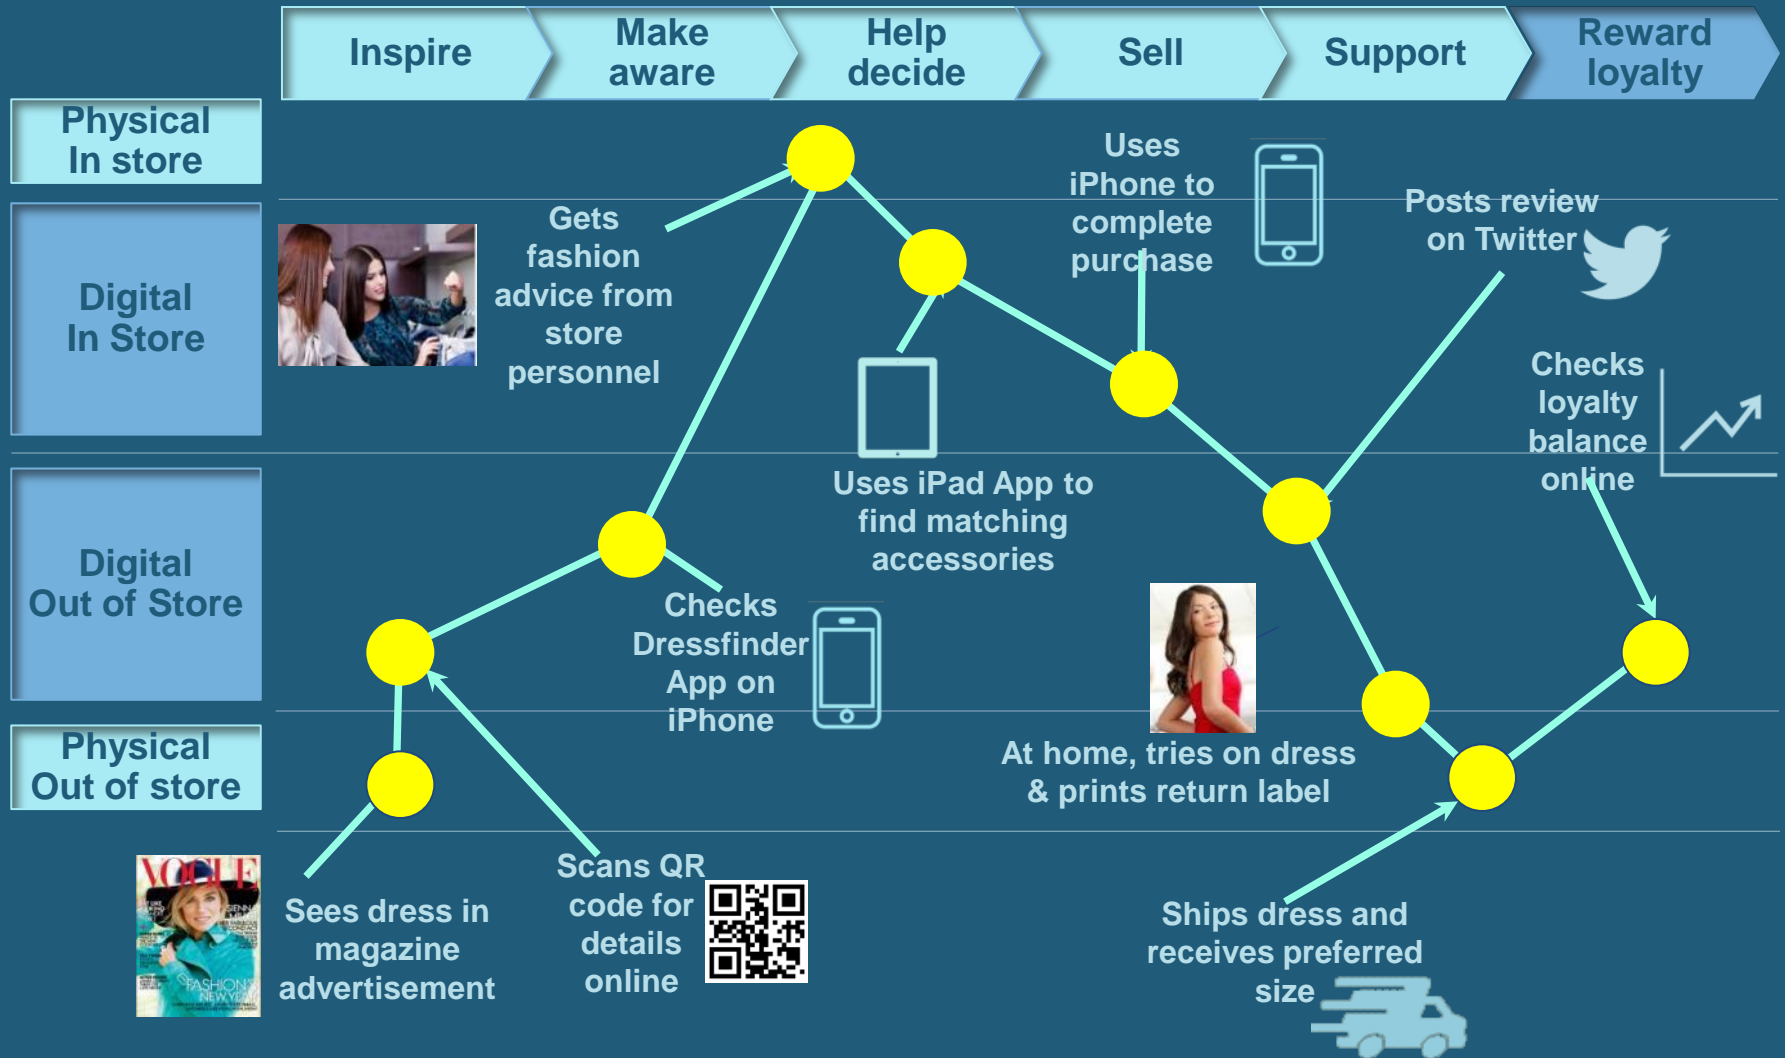 Inspire
Make
aware
Help
decide
Sell
Support
Reward
loyalty
Physical
In store
Digital
In Store
Digital
Out of Store
Physical
Out of store
Gets
fashion
advice from
store
personnel
Uses
iPhone to
complete
purchase
Posts review
on Twitter
Checks
loyalty
balance
online
Uses iPad App to
find matching
accessories
Checks
Dressfinder
App on
iPhone
At home, tries on dress
& prints return label
VOGUE
FASHION'S
NEW YEAR
Sees dress in
magazine
advertisement
Scans QR
code for
details
online
Ships dress and
receives preferred
size